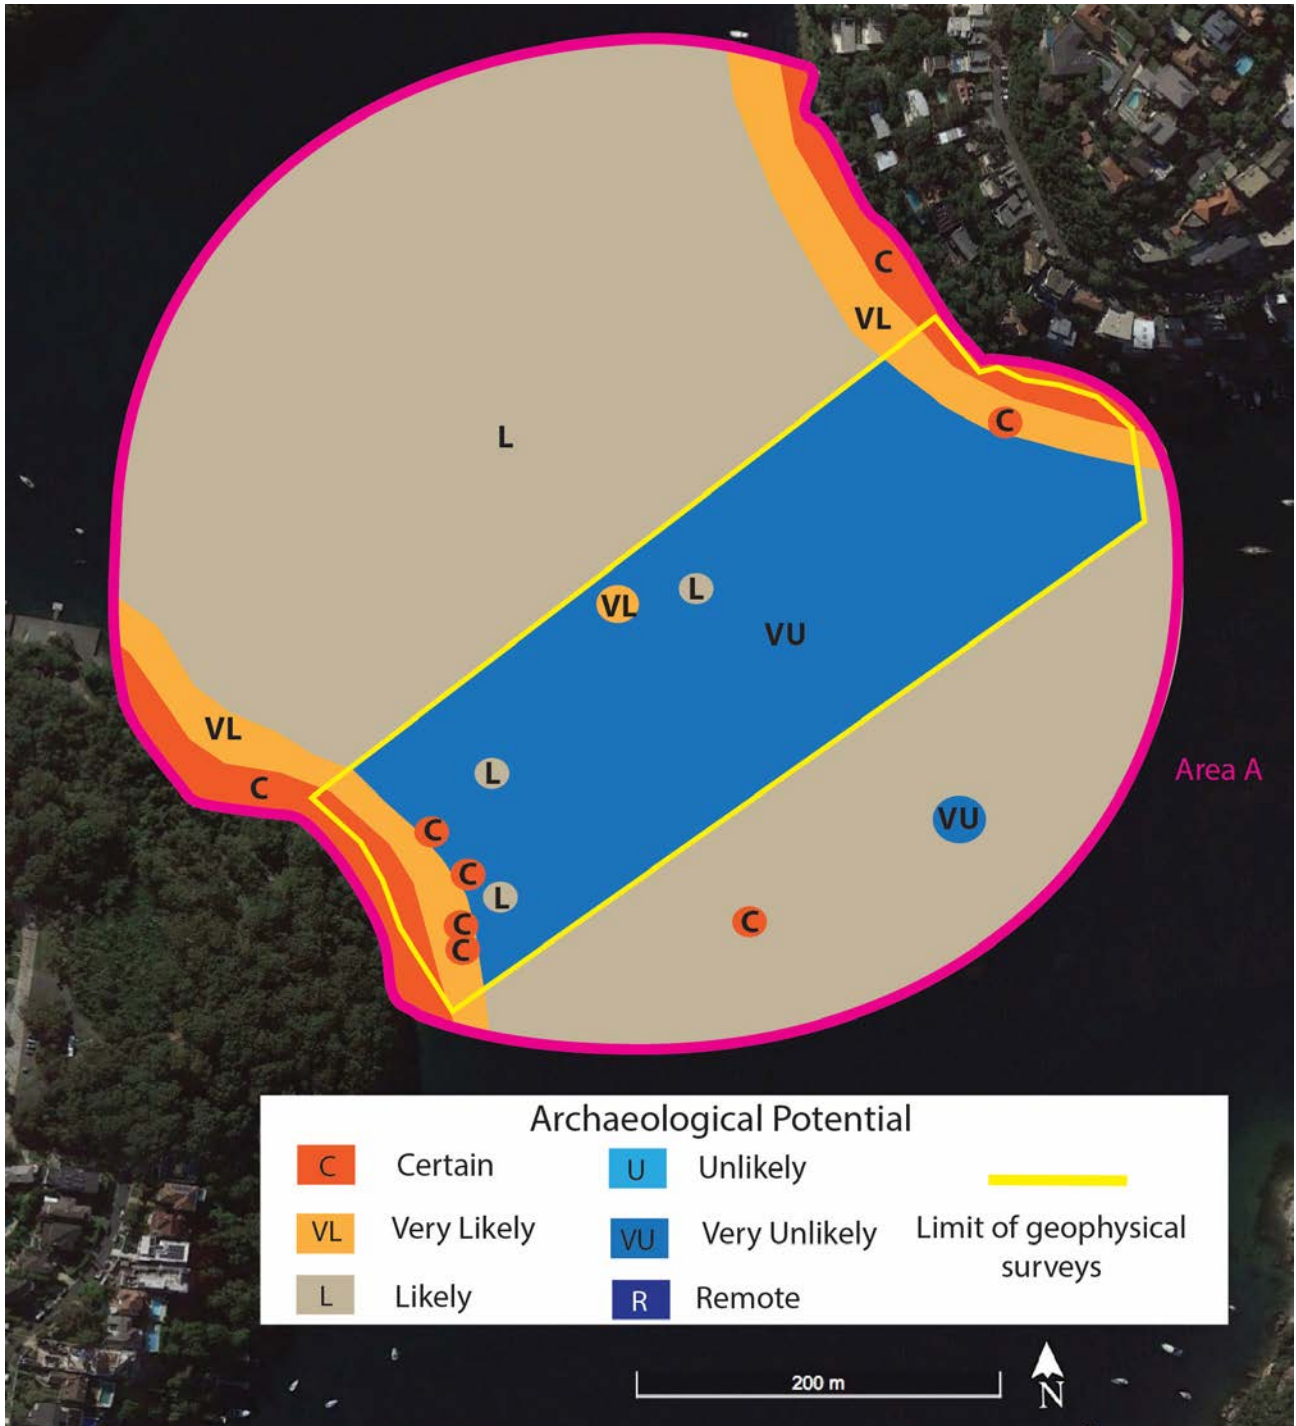 C
VL
C
L
VL
L
VU
VL
Area A
L
C
C
VU
C
L
C
C
C
Archaeological Potential
C Certain
U Unlikely
VL Very Likely
VU Very Unlikely
Limit of geophysical
surveys
L Likely
R Remote
200 m
N